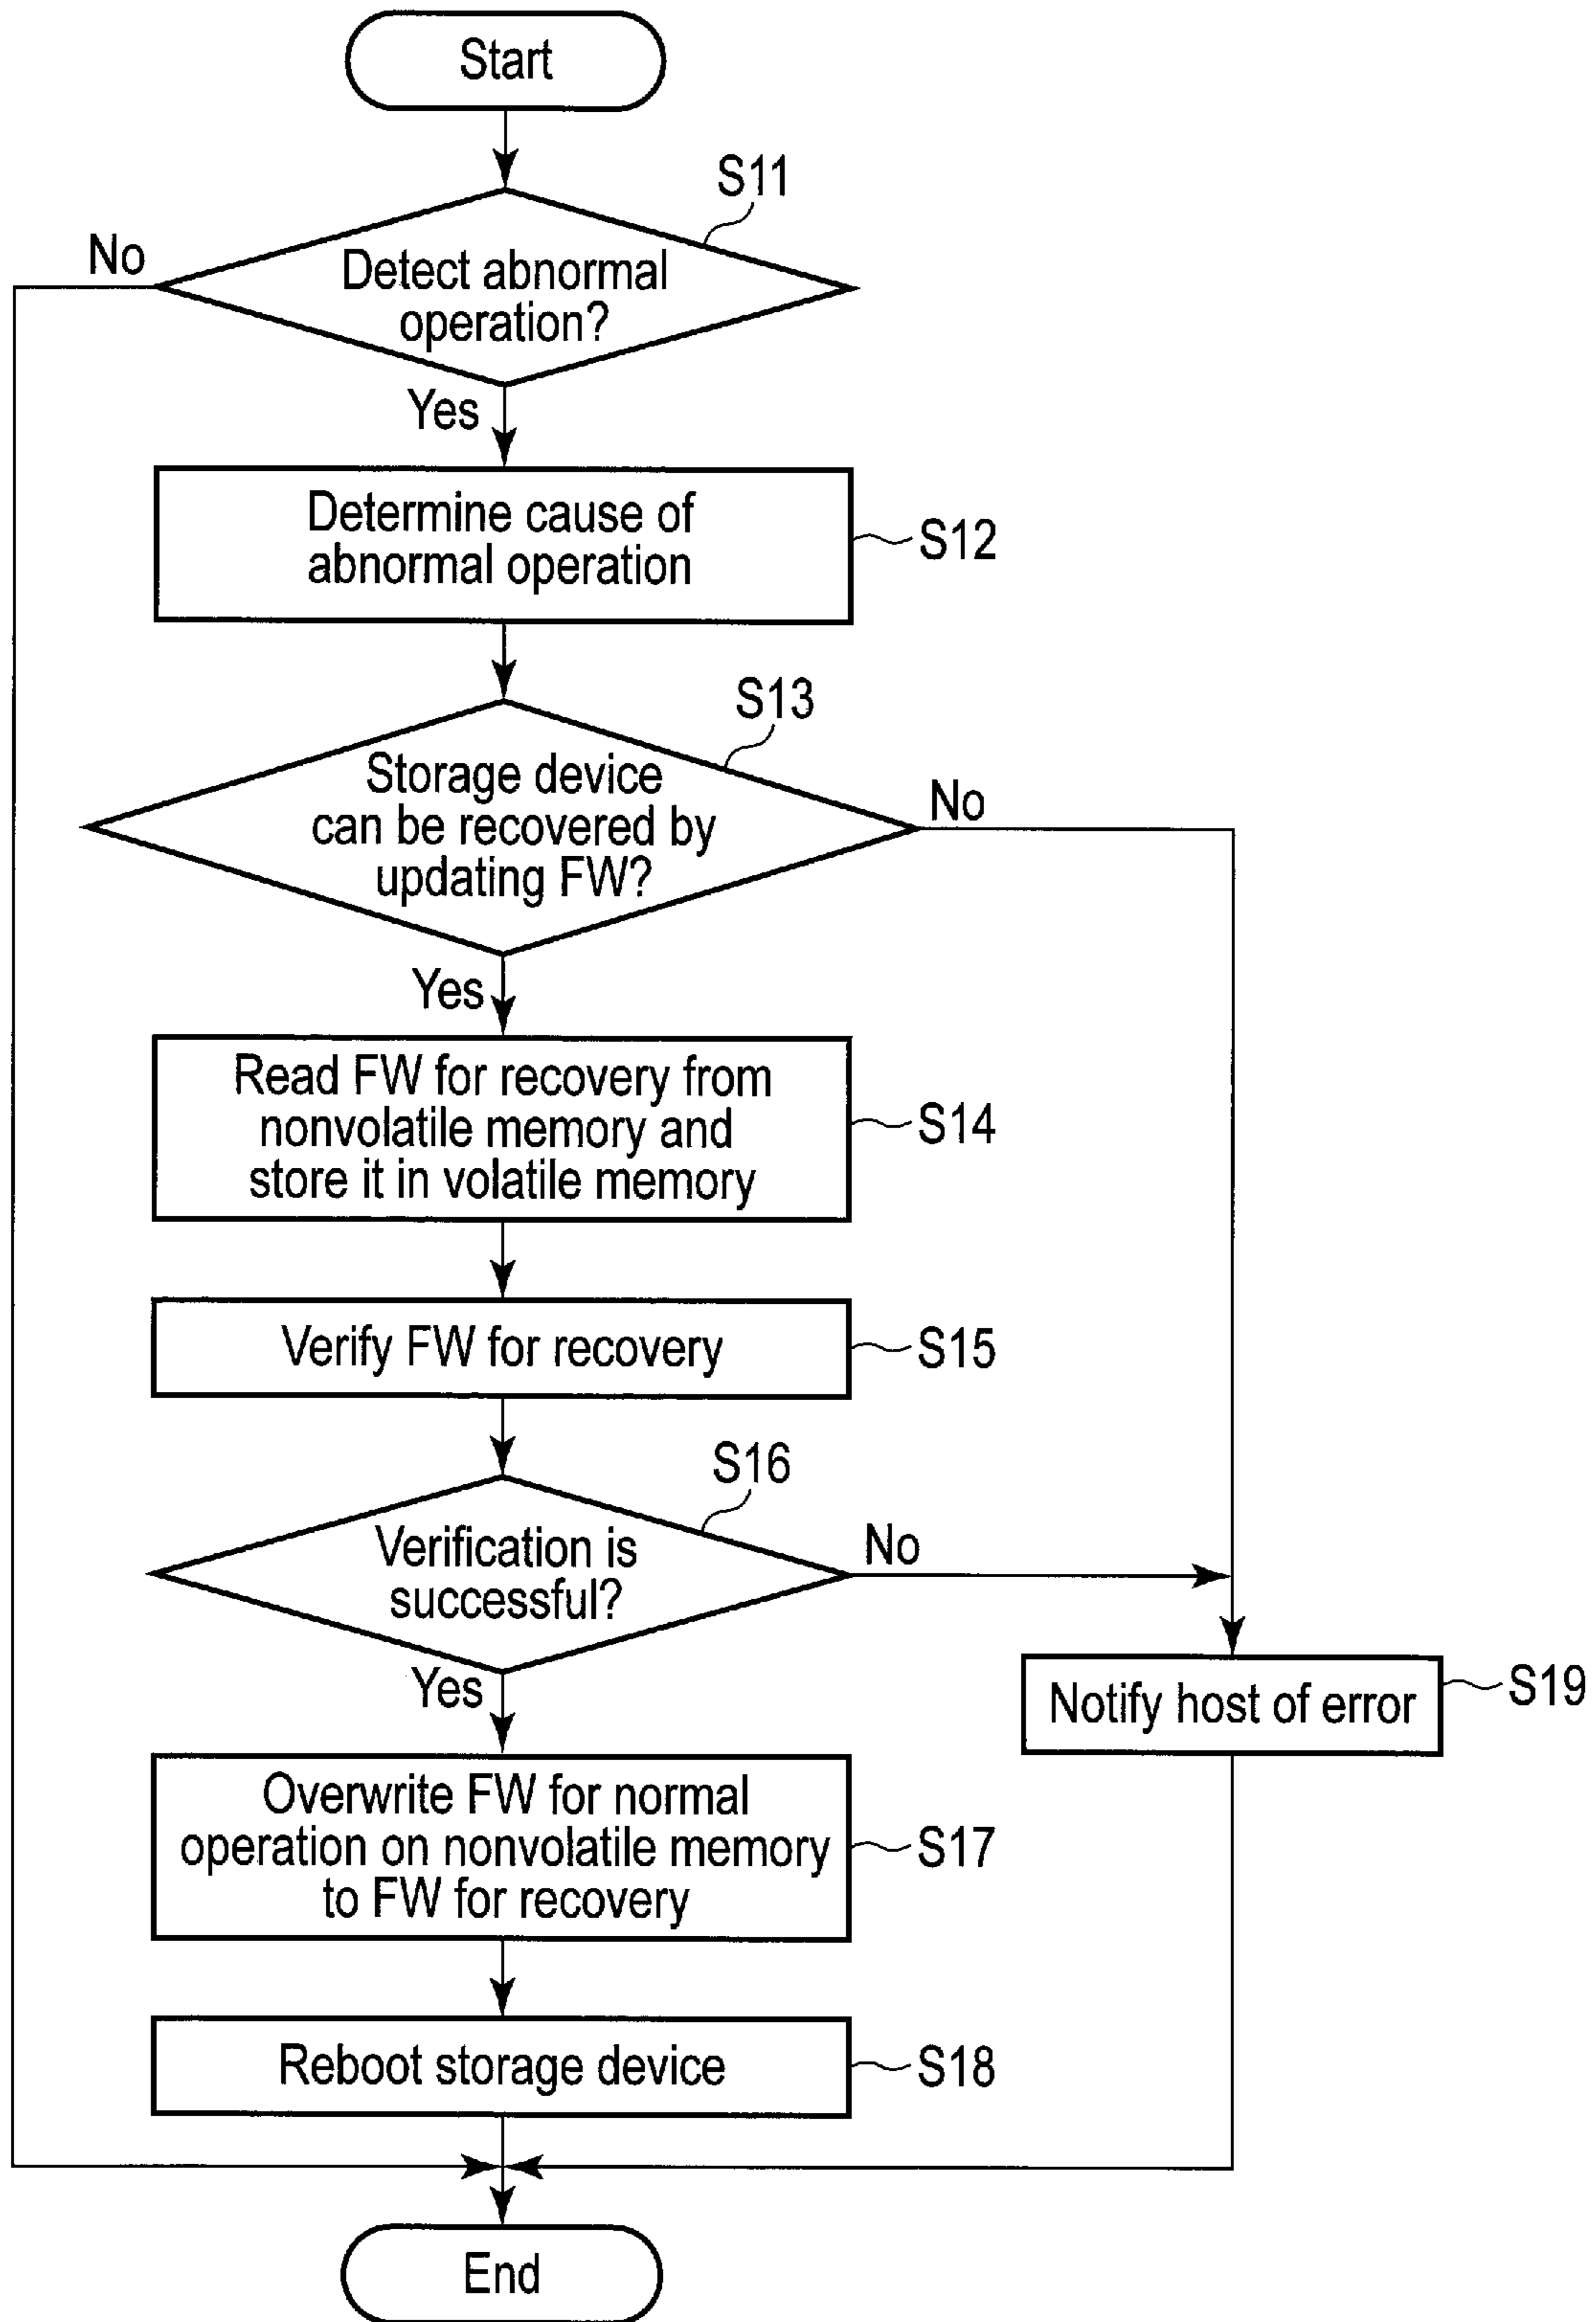 Start
S11
No
Detect abnormal
operation?
Yes
Determine cause of
abnormal operation
S12
S13
Storage device
can be recovered by
updating FW?
No
Yes
Read FW for recovery from
nonvolatile memory and
store it in volatile memory
S14
Verify FW for recovery
S15
S16
Verification is
successful?
No
Yes
Notify host of error
S19
Overwrite FW for normal
operation on nonvolatile memory
to FW for recovery
S17
Reboot storage device
S18
End